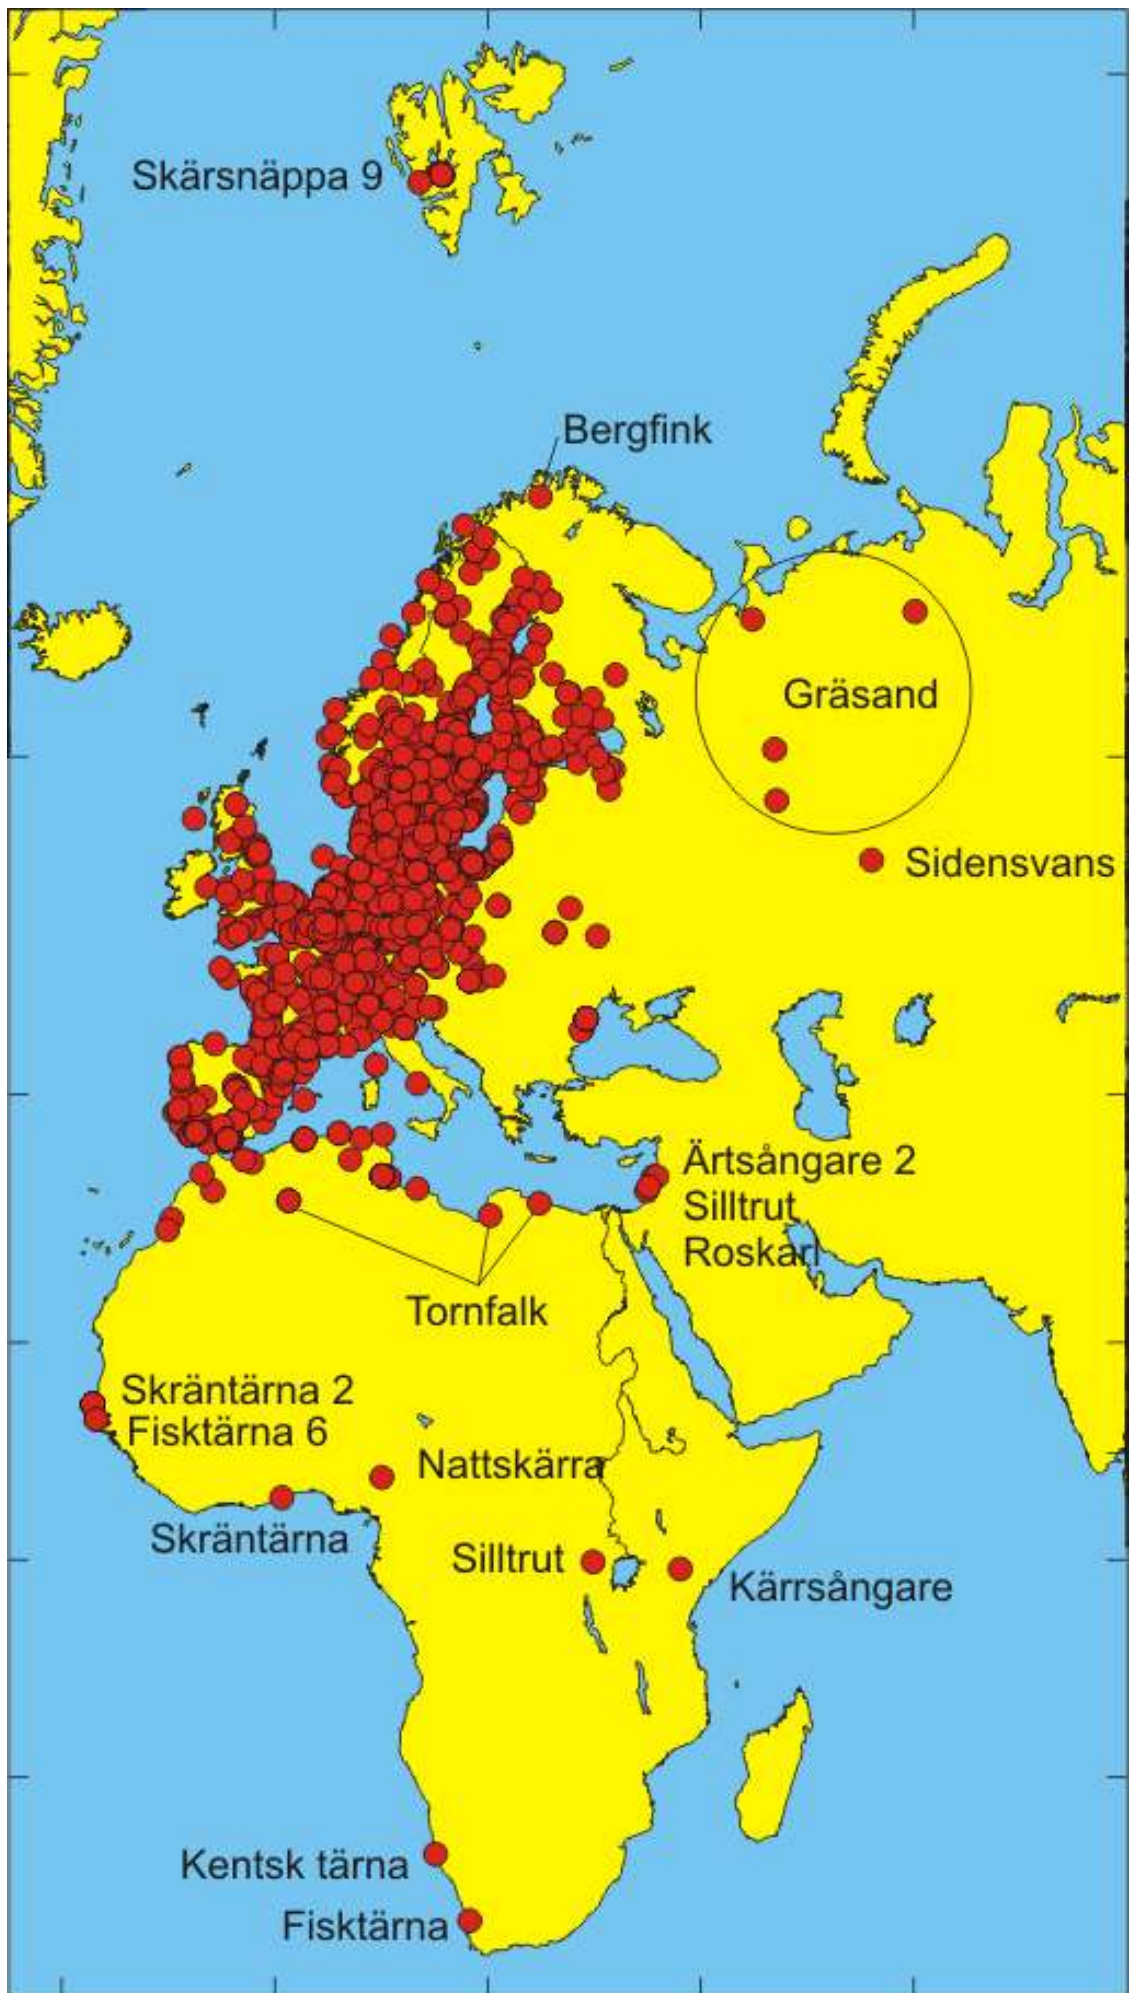 Skärsnäppa 9
Bergfink
Gräsand
Sidensvans
Ärtsångare 2
Silltrut
Roskarl
Tornfalk
Skräntärna 2
Fisktärna 6
Nattskärra
Skräntärna
Silltrut
Kärrsångare
Kentsk tärna
Fisktärna